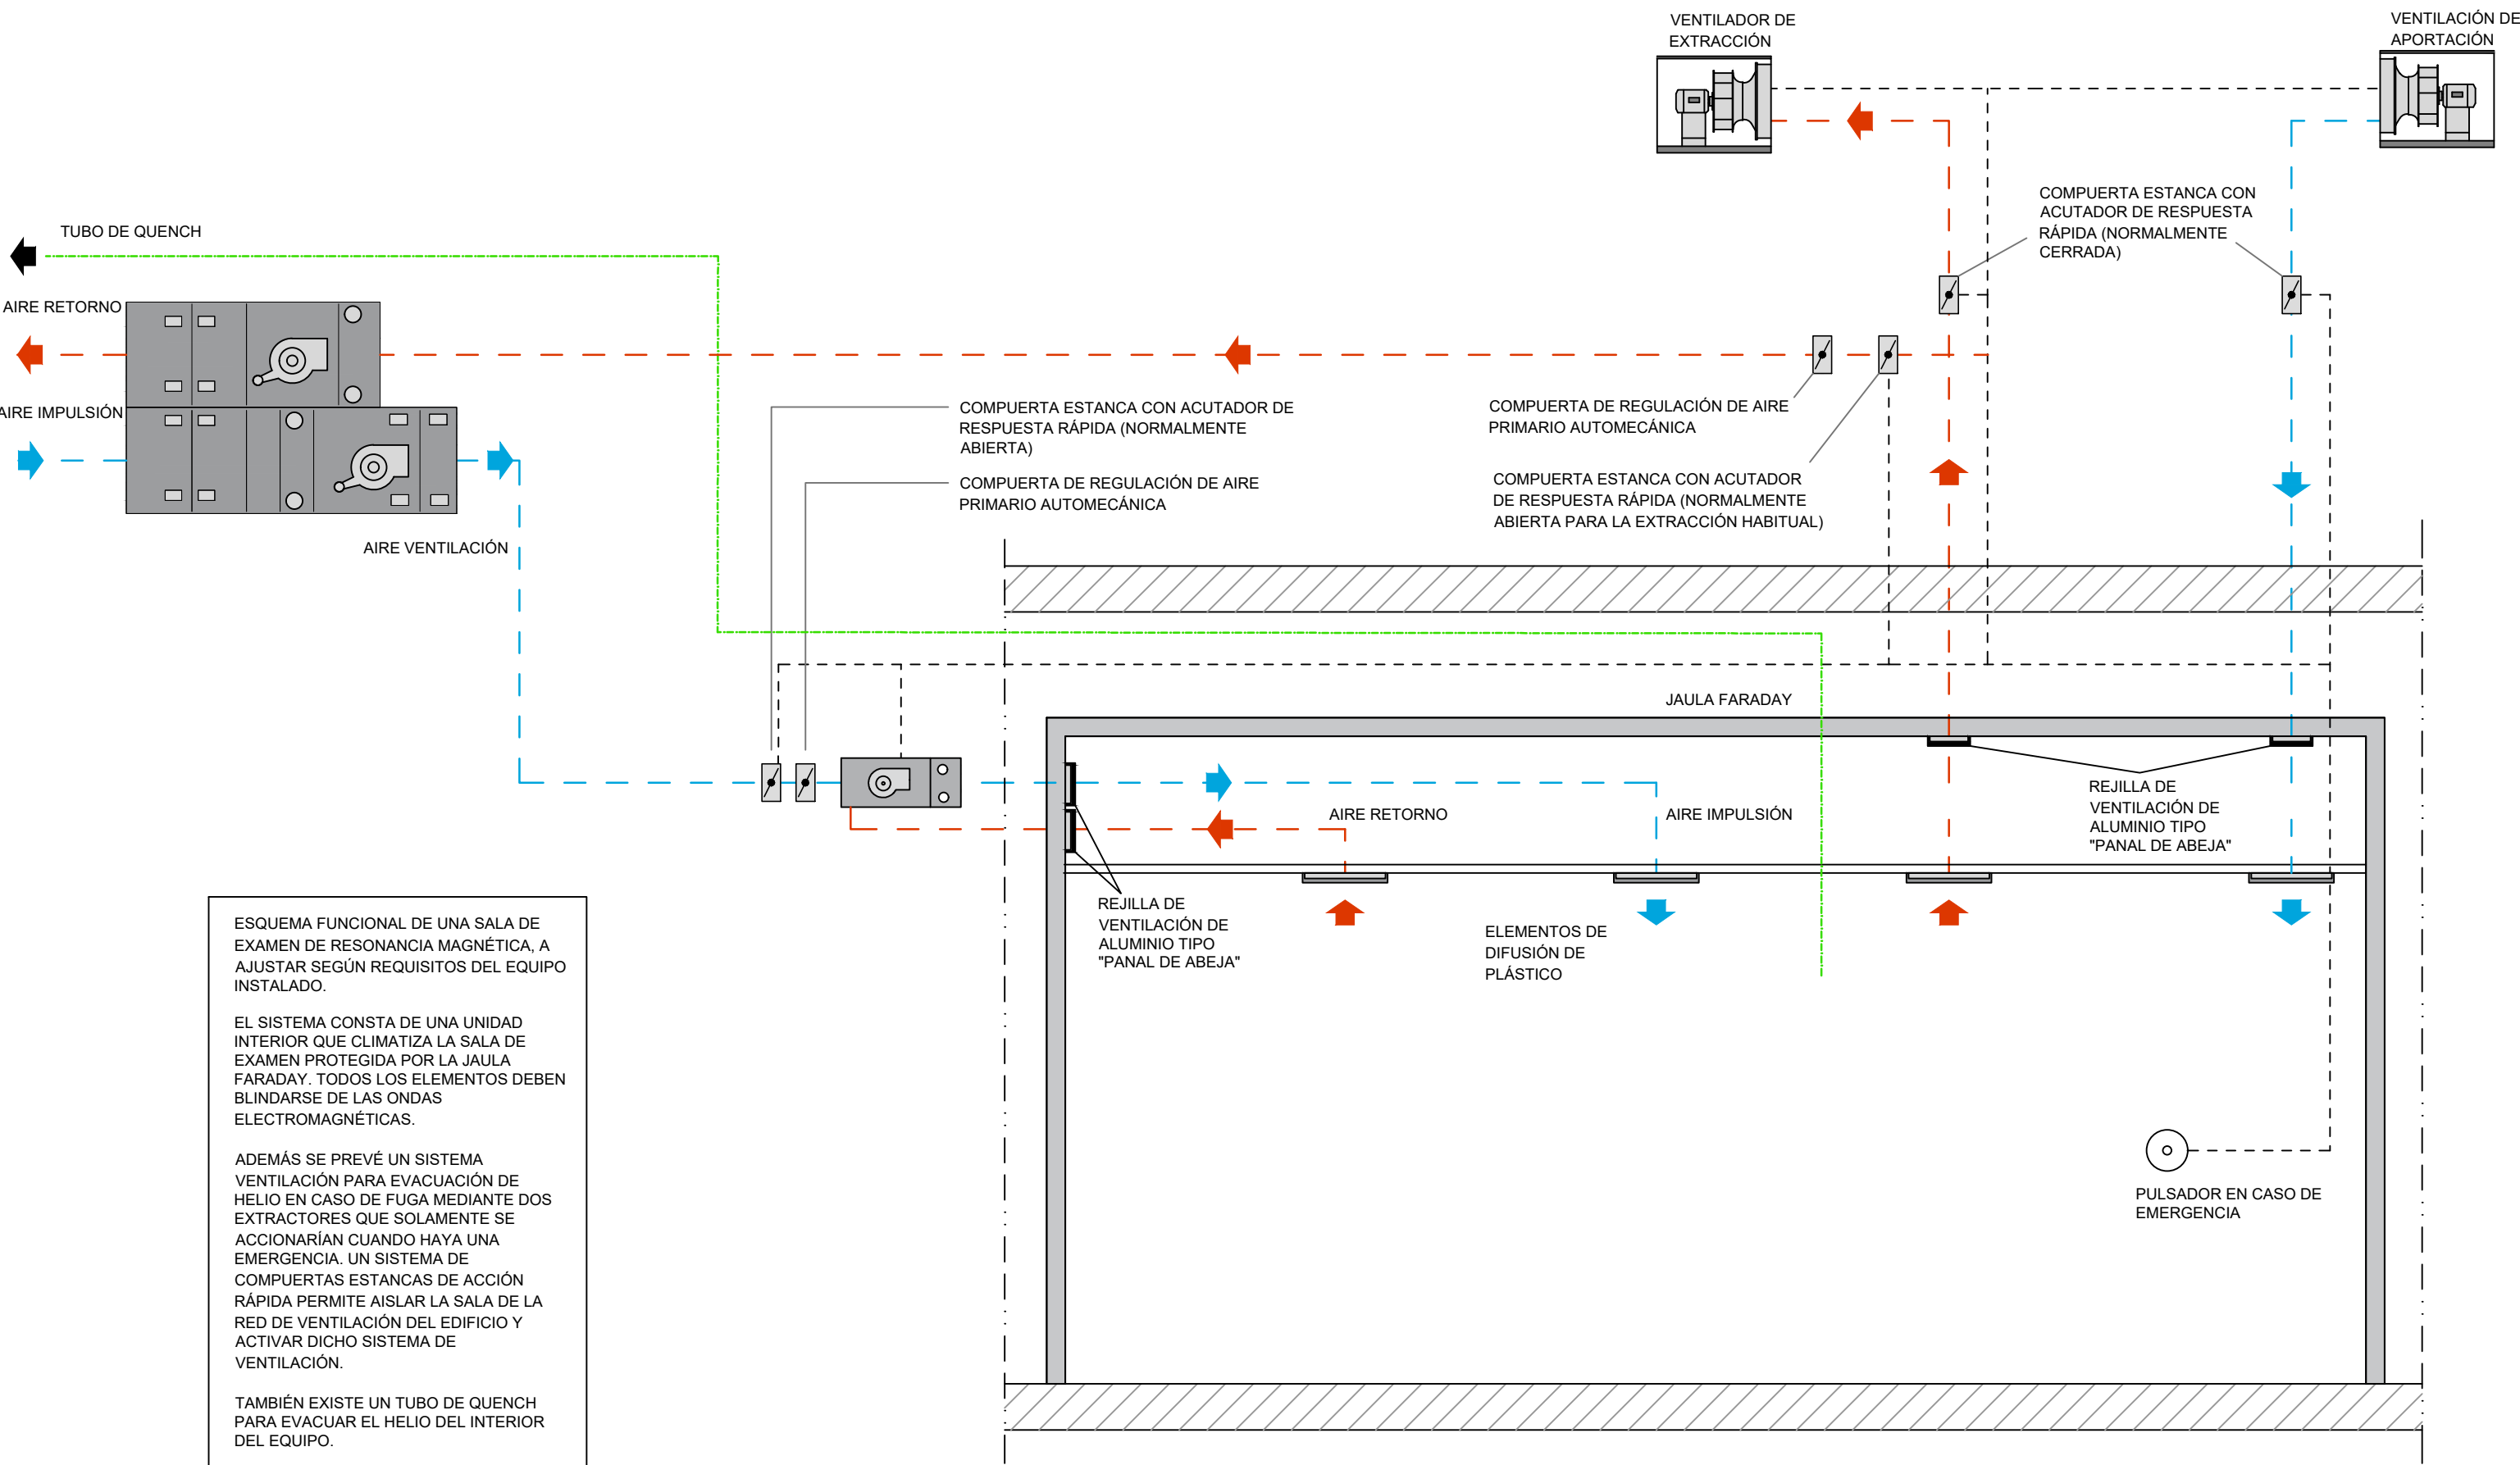 VENTILADOR DE
EXTRACCIÓN
VENTILACIÓN DE
APORTACIÓN
COMPUERTA ESTANCA CON
ACUTADOR DE RESPUESTA
RÁPIDA (NORMALMENTE
CERRADA)
TUBO DE QUENCH
AIRE RETORNO
AIRE IMPULSIÓN
AIRE VENTILACIÓN
COMPUERTA ESTANCA CON ACUTADOR DE
RESPUESTA RÁPIDA (NORMALMENTE
ABIERTA)
COMPUERTA DE REGULACIÓN DE AIRE
PRIMARIO AUTOMECÁNICA
COMPUERTA DE REGULACIÓN DE AIRE
PRIMARIO AUTOMECÁNICA
COMPUERTA ESTANCA CON ACUTADOR
DE RESPUESTA RÁPIDA (NORMALMENTE
ABIERTA PARA LA EXTRACCIÓN HABITUAL)
JAULA FARADAY
AIRE RETORNO
AIRE IMPULSIÓN
REJILLA DE
VENTILACIÓN DE
ALUMINIO TIPO
"PANAL DE ABEJA"
REJILLA DE
VENTILACIÓN DE
ALUMINIO TIPO
"PANAL DE ABEJA"
ELEMENTOS DE
DIFUSIÓN DE
PLÁSTICO
PULSADOR EN CASO DE
EMERGENCIA
ESQUEMA FUNCIONAL DE UNA SALA DE
EXAMEN DE RESONANCIA MAGNÉTICA, A
AJUSTAR SEGÚN REQUISITOS DEL EQUIPO
INSTALADO.
EL SISTEMA CONSTA DE UNA UNIDAD
INTERIOR QUE CLIMATIZA LA SALA DE
EXAMEN PROTEGIDA POR LA JAULA
FARADAY. TODOS LOS ELEMENTOS DEBEN
BLINDARSE DE LAS ONDAS
ELECTROMAGNÉTICAS.
ADEMÁS SE PREVÉ UN SISTEMA
VENTILACIÓN PARA EVACUACIÓN DE
HELIO EN CASO DE FUGA MEDIANTE DOS
EXTRACTORES QUE SOLAMENTE SE
ACCIONARÍAN CUANDO HAYA UNA
EMERGENCIA. UN SISTEMA DE
COMPUERTAS ESTANCAS DE ACCIÓN
RÁPIDA PERMITE AISLAR LA SALA DE LA
RED DE VENTILACIÓN DEL EDIFICIO Y
ACTIVAR DICHO SISTEMA DE
VENTILACIÓN.
TAMBIÉN EXISTE UN TUBO DE QUENCH
PARA EVACUAR EL HELIO DEL INTERIOR
DEL EQUIPO.